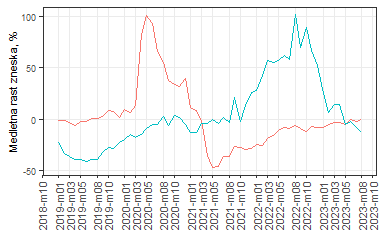 Medletna rast zneska, %
100
50
0
-50
2018-m10
2019-m01
2019-m03
2019-m05
2019-m08
2019-m10
2020-m01
2020-m03
2020-m05
2020-m08
2020-m10
2021-m01
2021-m03
2021-m05
2021-m08
2021-m10
2022-m01
2022-m03
2022-m05
2022-m08
2022-m10
2023-m01
2023-m03
2023-m05
2023-m08
2023-m10